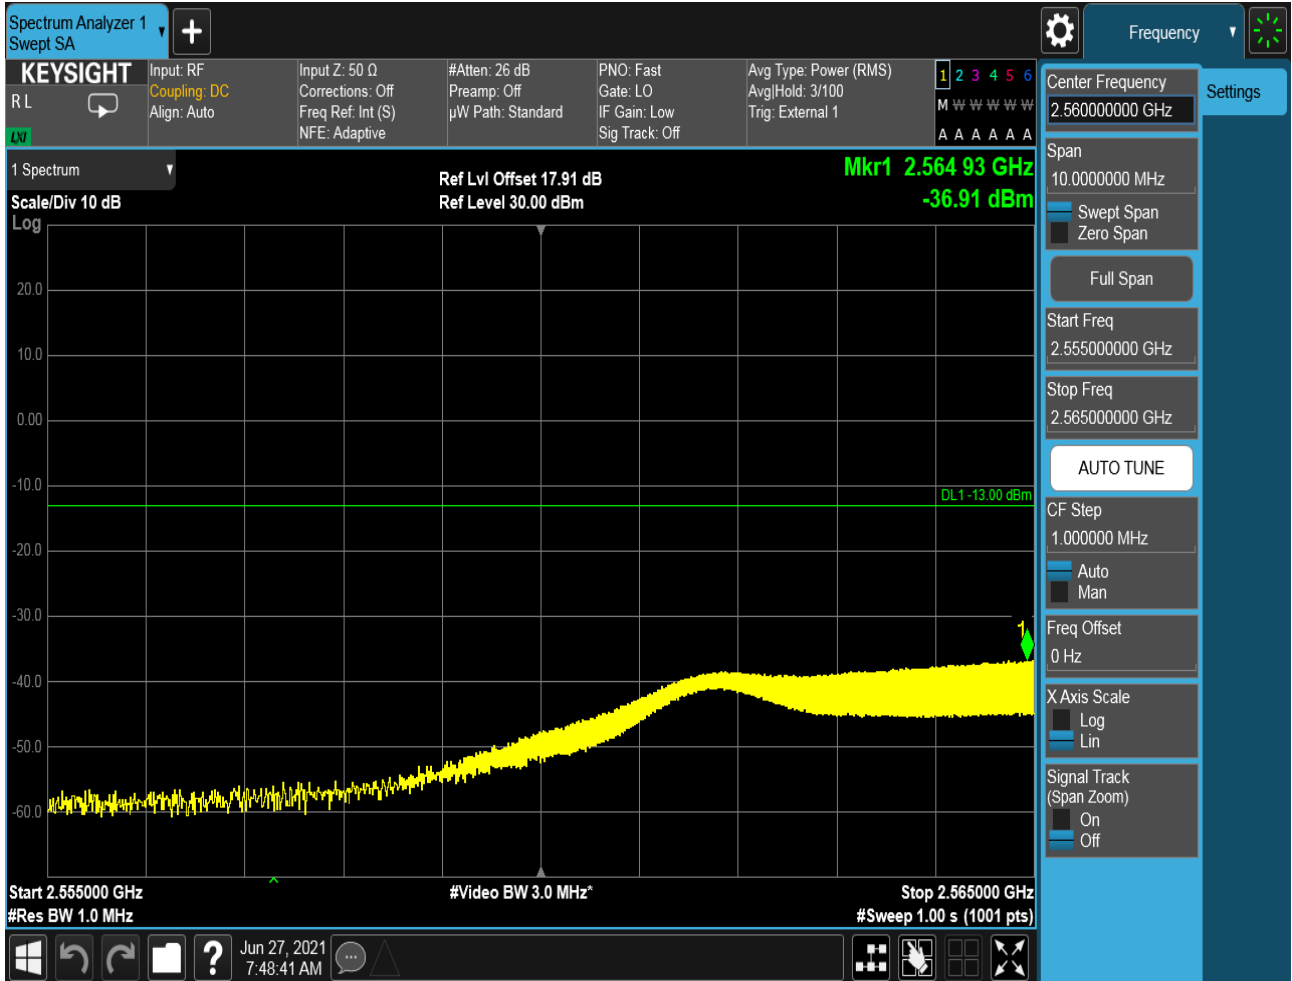 Spectrum Analyzer 1
Swept SA
Frequency
KEYSIGHT
R L
LXI
Input: RF
Coupling: DC
Align: Auto
Input Z: 50 Ω
Corrections: Off
Freq Ref: Int (S)
NFE: Adaptive
#Atten: 26 dB
Preamp: Off
µW Path: Standard
PNO: Fast
Gate: LO
IF Gain: Low
Sig Track: Off
Avg Type: Power (RMS)
Avg|Hold: 3/100
Trig: External 1
1 2 3 4 5 6
M W W W W W
A A A A A A
1 Spectrum
Scale/Div 10 dB
Log
Ref Lvl Offset 17.91 dB
Ref Level 30.00 dBm
Mkr1 2.564 93 GHz
-36.91 dBm
20.0
10.0
0.00
-10.0
DL1 -13.00 dBm
-20.0
-30.0
1
-40.0
-50.0
-60.0
Start 2.555000 GHz
#Res BW 1.0 MHz
#Video BW 3.0 MHz*
Stop 2.565000 GHz
#Sweep 1.00 s (1001 pts)
?
Jun 27, 2021
7:48:41 AM
Center Frequency
2.560000000 GHz
Settings
Span
10.0000000 MHz
Swept Span
Zero Span
Full Span
Start Freq
2.555000000 GHz
Stop Freq
2.565000000 GHz
AUTO TUNE
CF Step
1.000000 MHz
Auto
Man
Freq Offset
0 Hz
X Axis Scale
Log
Lin
Signal Track
(Span Zoom)
On
Off